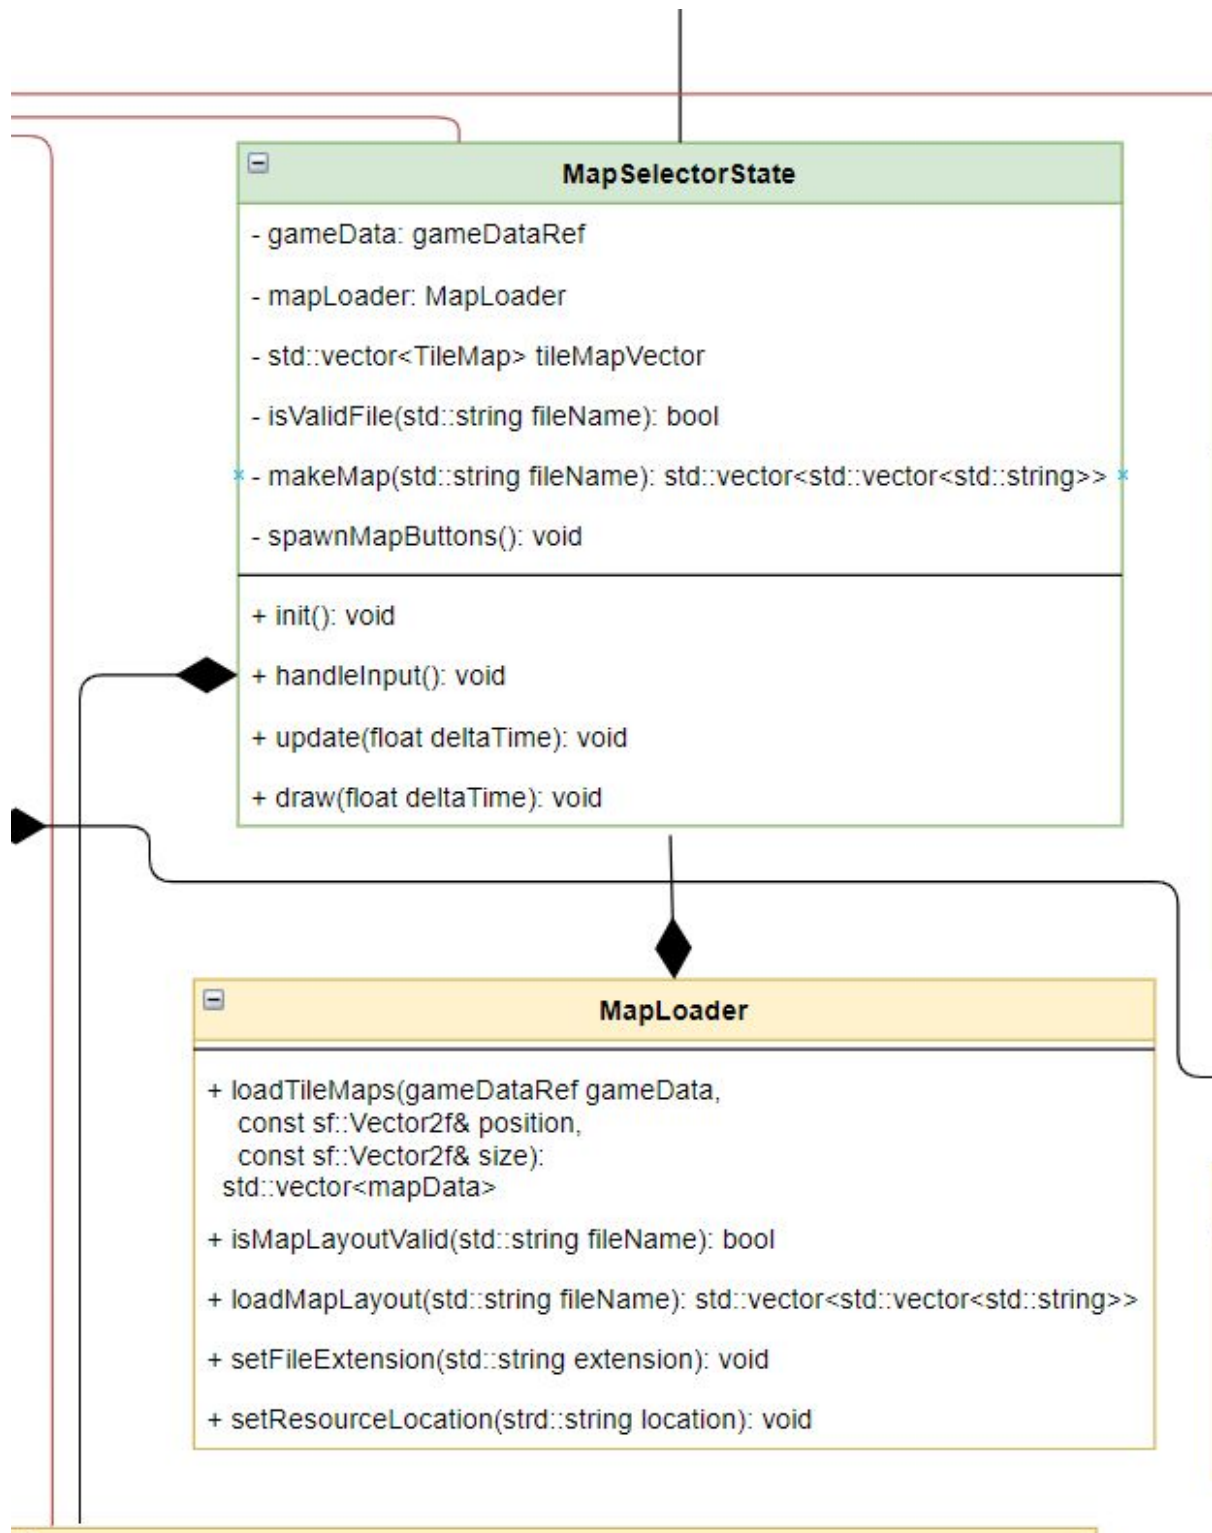 MapSelectorState
- gameData: gameDataRef
- mapLoader: MapLoader
- std::vector<TileMap> tileMapVector
- isValidFile(std::string fileName): bool
- makeMap(std::string fileName): std::vector<std::vector<std::string>>
- spawnMapButtons(): void
+ init(): void
+ handleInput(): void
+ update(float deltaTime): void
+ draw(float deltaTime): void
MapLoader
+ loadTileMaps(gameDataRef gameData,
const sf::Vector2f& position,
const sf::Vector2f& size):
std::vector<mapData>
+ isMapLayoutValid(std::string fileName): bool
+ loadMapLayout(std::string fileName): std::vector<std::vector<std::string>>
+ setFileExtension(std::string extension): void
+ setResourceLocation(strd::string location): void